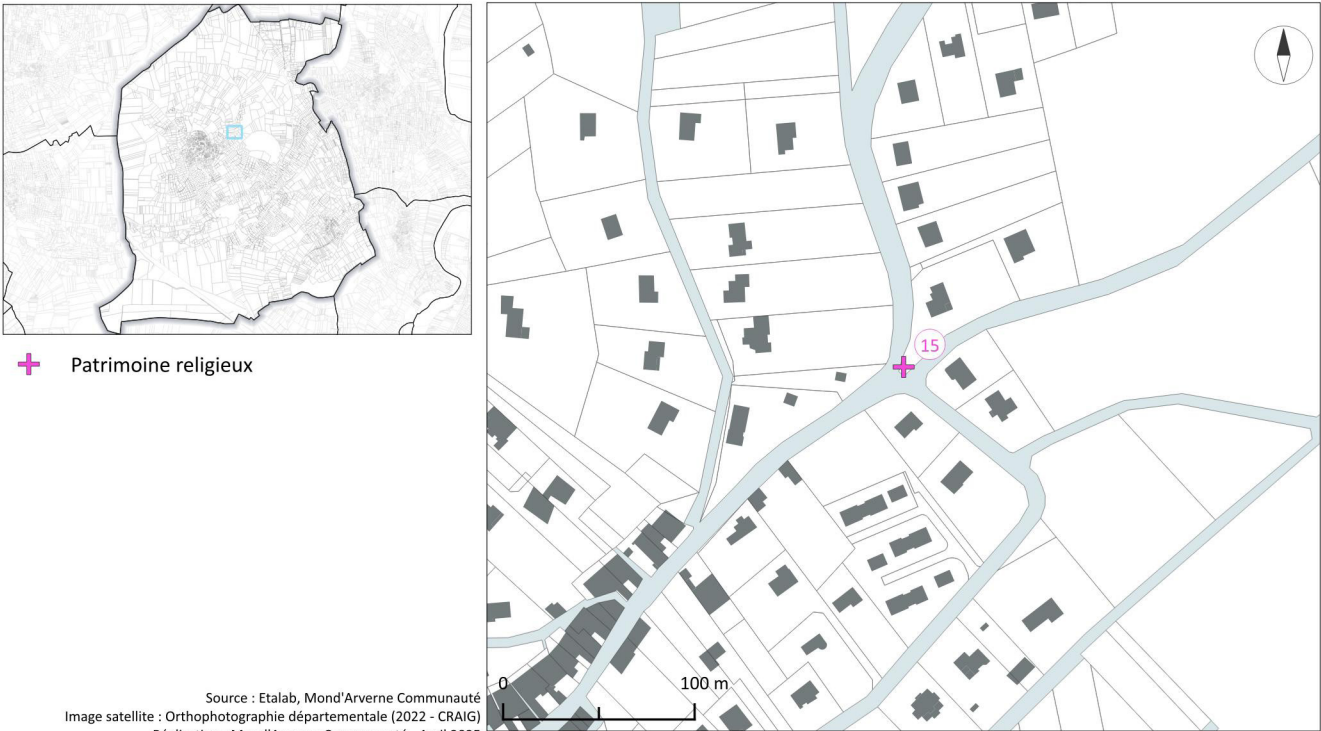 Patrimoine religieux
15
0 100 m
Source : Etalab, Mond'Arverne Communauté
Image satellite : Orthophotographie départementale (2022 - CRAIG)